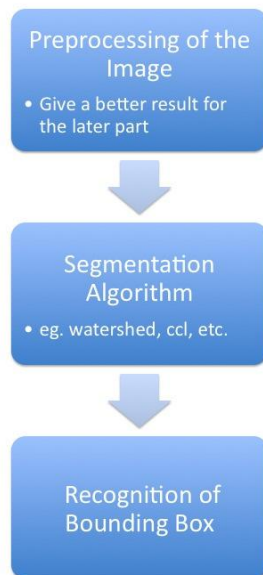 Preprocessing of the
Image
• Give a better result for
the later part
Segmentation
Algorithm
• eg. watershed, ccl, etc.
Recognition of
Bounding Box